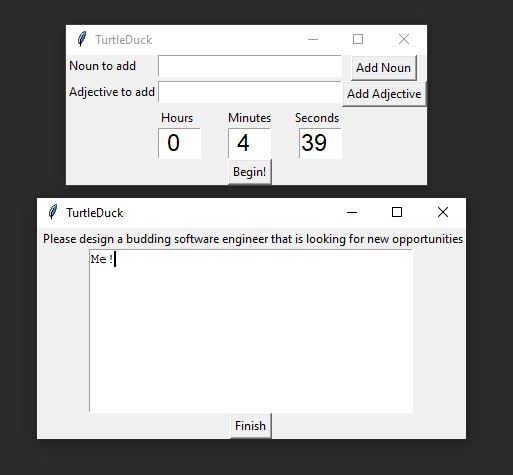 TurtleDuck
Noun to add Add Noun
Adjective to add Add Adjective
Hours Minutes Seconds
0 4 39
Begin!
TurtleDuck
Please design a budding software engineer that is looking for new opportunities
Me!
Finish